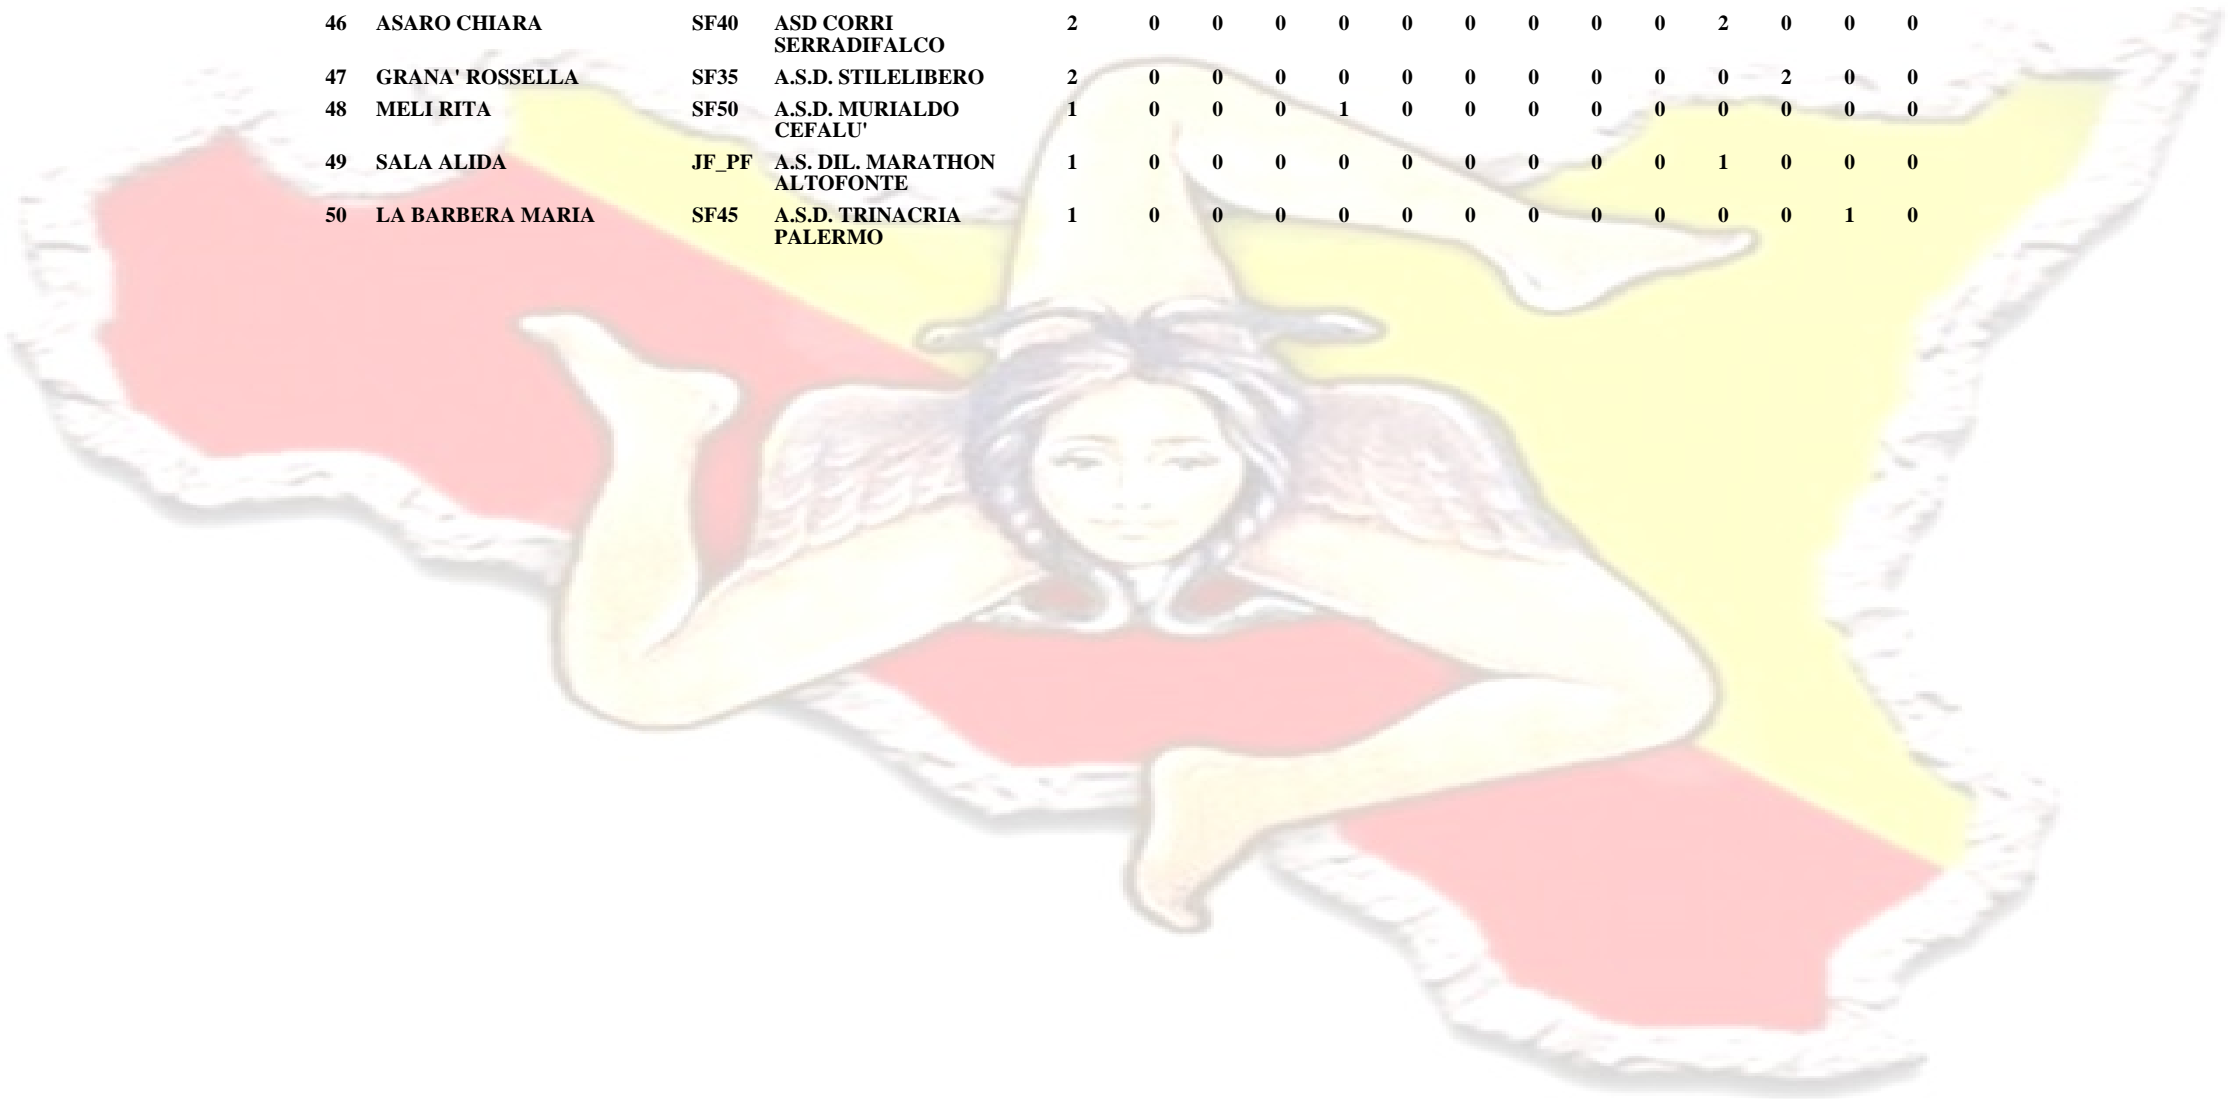 46 ASARO CHIARA SF40 ASD CORRI 2 0 0 0 0 0 0 0 0 0 2 0 0 0
SERRADIFALCO
47 GRANA' ROSSELLA SF35 A.S.D. STILELIBERO 2 0 0 0 0 0 0 0 0 0 0 2 0 0
48 MELI RITA SF50 A.S.D. MURIALDO 1 0 0 0 1 0 0 0 0 0 0 0 0 0
CEFALU'
49 SALA ALIDA JF_PF A.S. DIL. MARATHON 1 0 0 0 0 0 0 0 0 0 1 0 0 0
ALTOFONTE
50 LA BARBERA MARIA SF45 A.S.D. TRINACRIA 1 0 0 0 0 0 0 0 0 0 0 0 1 0
PALERMO